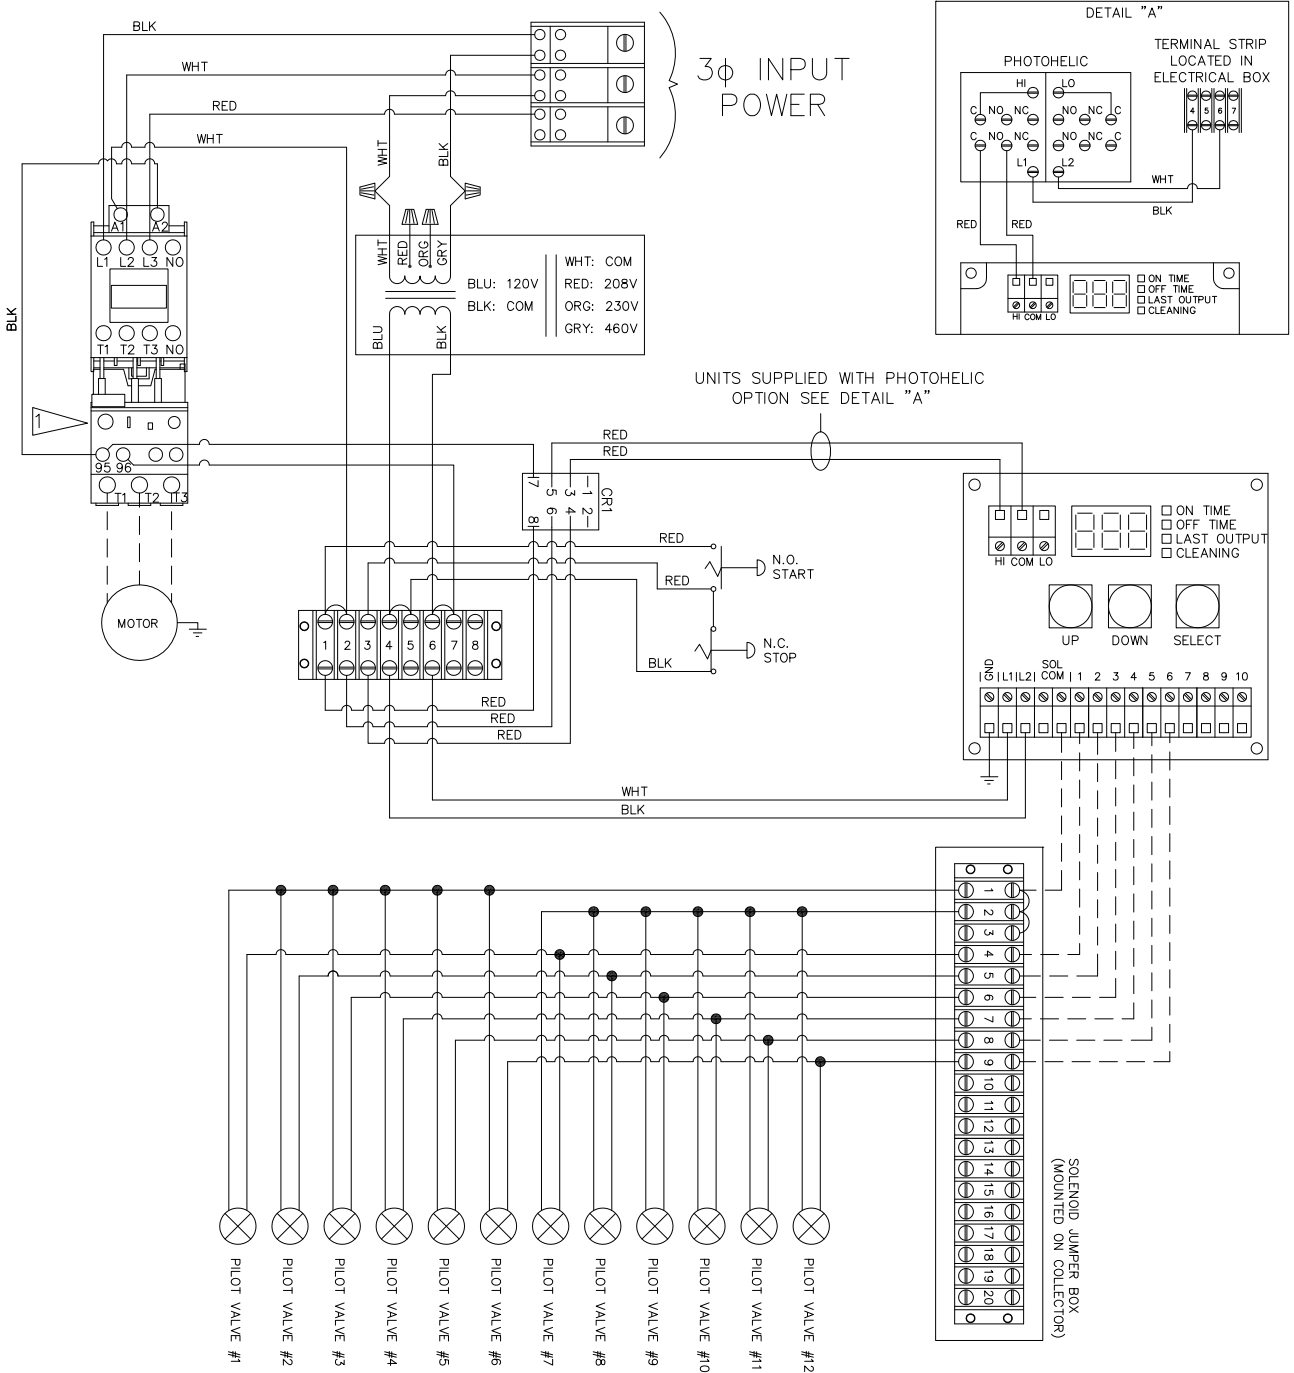 DETAIL "A"
PHOTOHELIC
TERMINAL STRIP
LOCATED IN
ELECTRICAL BOX
HI
LO
C NO NC
NO NC C
C NO NC
NO NC C
L1
L2
4 5 6 7
WHT
BLK
RED
RED
ON TIME
OFF TIME
LAST OUTPUT
CLEANING
HI COM LO
BLK
WHT
RED
WHT
3ϕ INPUT
POWER
WHT
BLK
A1
A2
L1 L2 L3 NO
T1 T2 T3 NO
BLK
WHT
RED
ORG
GRY
BLU: 120V
BLK: COM
WHT: COM
RED: 208V
ORG: 230V
GRY: 460V
BLU
BLK
1
95 96
T1 T2 T3
MOTOR
UNITS SUPPLIED WITH PHOTOHELIC
OPTION SEE DETAIL "A"
RED
RED
7 5 3 1
8 6 4 2
CR1
RED
N.O.
START
RED
N.C.
STOP
BLK
1 2 3 4 5 6 7 8
RED
RED
RED
WHT
BLK
ON TIME
OFF TIME
LAST OUTPUT
CLEANING
HI COM LO
UP
DOWN
SELECT
GND
L1 L2
SOL
COM
1 2 3 4 5 6 7 8 9 10
1
2
3
4
5
6
7
8
9
10
11
12
13
14
15
16
17
18
19
20
SOLENOID JUMPER BOX
(MOUNTED ON COLLECTOR)
PILOT VALVE #1
PILOT VALVE #2
PILOT VALVE #3
PILOT VALVE #4
PILOT VALVE #5
PILOT VALVE #6
PILOT VALVE #7
PILOT VALVE #8
PILOT VALVE #9
PILOT VALVE #10
PILOT VALVE #11
PILOT VALVE #12